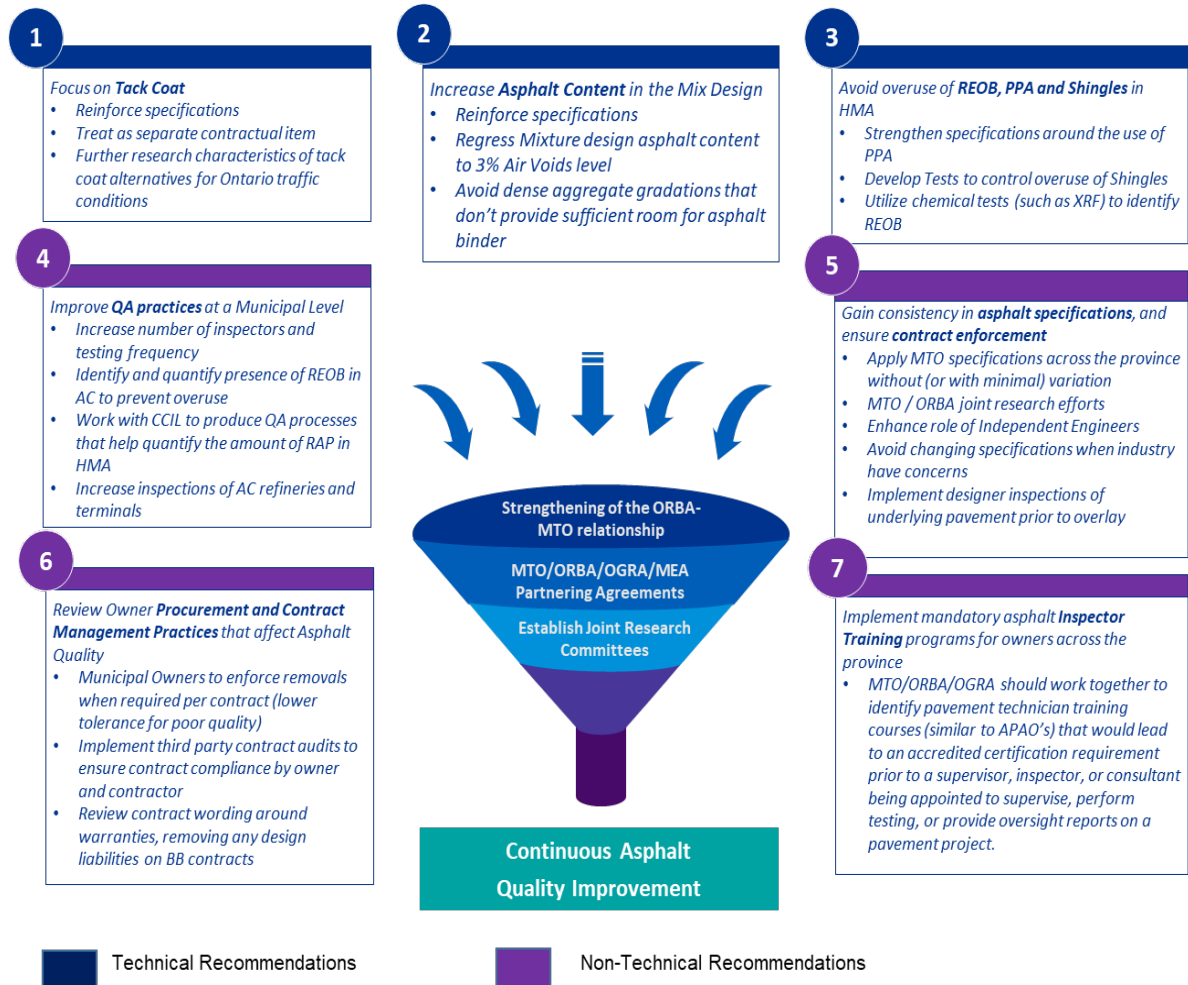 1
Focus on Tack Coat
• Reinforce specifications
• Treat as separate contractual item
• Further research characteristics of tack
coat alternatives for Ontario traffic
conditions
2
Increase Asphalt Content in the Mix Design
• Reinforce specifications
• Regress Mixture design asphalt content
to 3% Air Voids level
• Avoid dense aggregate gradations that
don't provide sufficient room for asphalt
binder
3
Avoid overuse of REOB, PPA and Shingles in
HMA
• Strengthen specifications around the use of
PPA
• Develop Tests to control overuse of Shingles
• Utilize chemical tests (such as XRF) to identify
REOB
4
Improve QA practices at a Municipal Level
• Increase number of inspectors and
testing frequency
• Identify and quantify presence of REOB in
AC to prevent overuse
• Work with CCIL to produce QA processes
that help quantify the amount of RAP in
HMA
• Increase inspections of AC refineries and
terminals
5
Gain consistency in asphalt specifications, and
ensure contract enforcement
• Apply MTO specifications across the province
without (or with minimal) variation
• MTO / ORBA joint research efforts
• Enhance role of Independent Engineers
• Avoid changing specifications when industry
have concerns
• Implement designer inspections of
underlying pavement prior to overlay
Strengthening of the ORBA-
MTO relationship
MTO/ORBA/OGRA/MEA
Partnering Agreements
Establish Joint Research
Committees
6
Review Owner Procurement and Contract
Management Practices that affect Asphalt
Quality
• Municipal Owners to enforce removals
when required per contract (lower
tolerance for poor quality)
• Implement third party contract audits to
ensure contract compliance by owner
and contractor
• Review contract wording around
warranties, removing any design
liabilities on BB contracts
7
Implement mandatory asphalt Inspector
Training programs for owners across the
province
• MTO/ORBA/OGRA should work together to
identify pavement technician training
courses (similar to APAO's) that would lead
to an accredited certification requirement
prior to a supervisor, inspector, or consultant
being appointed to supervise, perform
testing, or provide oversight reports on a
pavement project.
Continuous Asphalt
Quality Improvement
Technical Recommendations
Non-Technical Recommendations